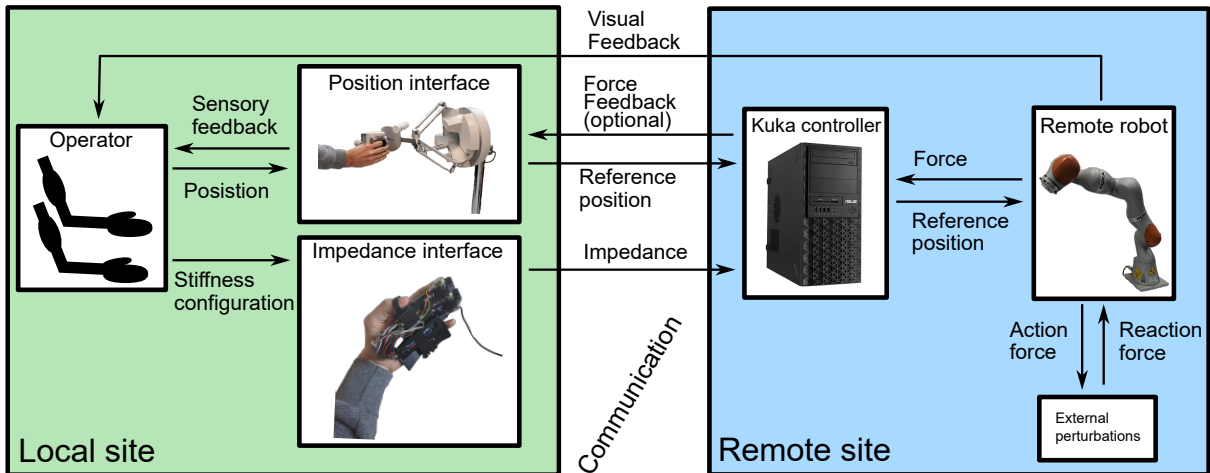 Visual
Feedback
Position interface
Force
Feedback
(optional)
Sensory
feedback
Operator
Kuka controller
Remote robot
Force
Posistion
Reference
position
Reference
position
Impedance interface
Impedance
Stiffness
configuration
Action
force
Reaction
force
Communication
External
perturbations
Local site
Remote site